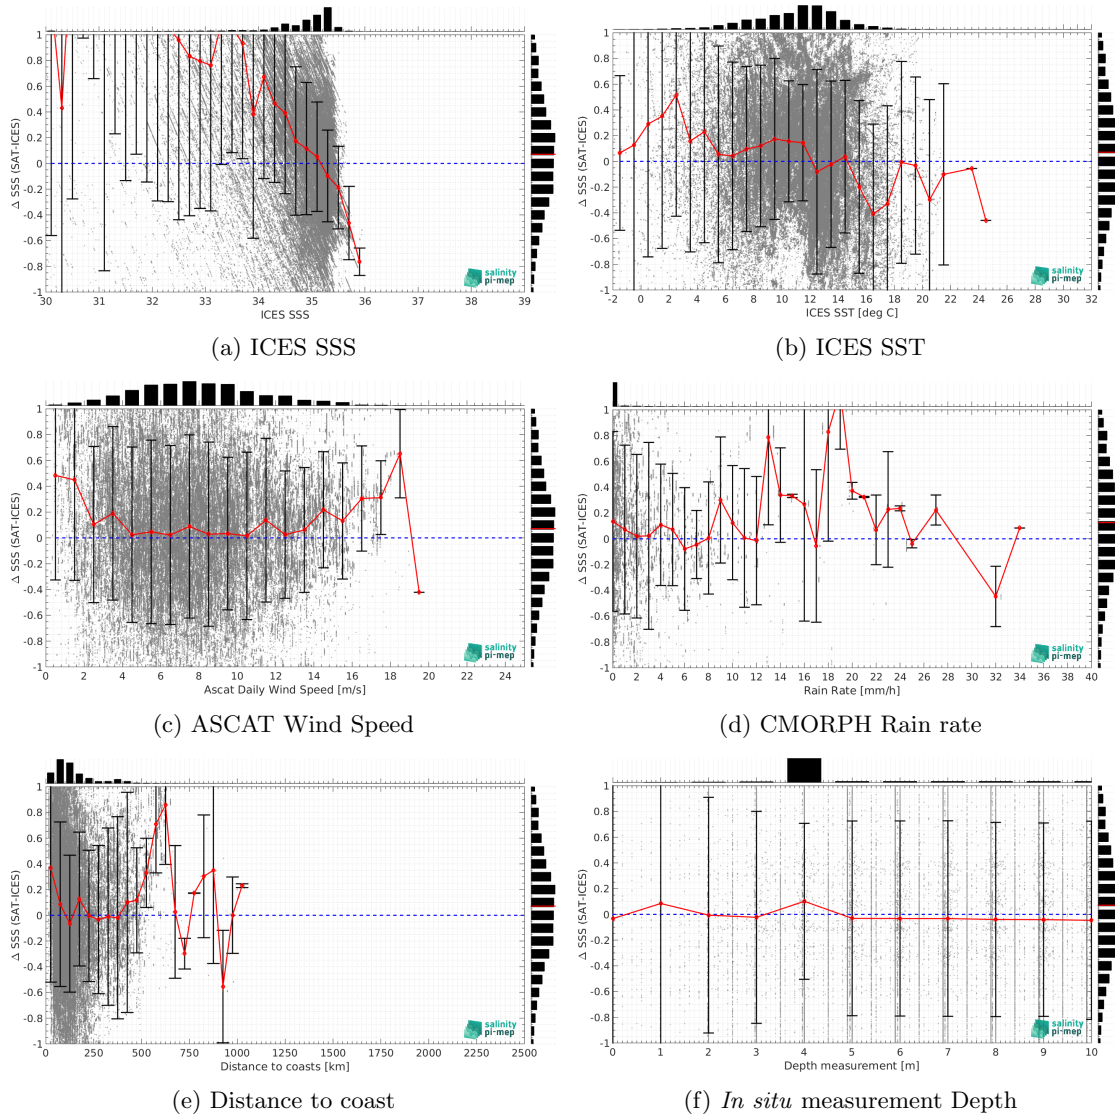 1
0.8
0.6
0.4
0.2
0
-0.2
-0.4
-0.6
-0.8
-1
Δ SSS (SAT-ICES)
30 31 32 33 34 35 36 37 38 39
ICES SSS
salinity
pi-mep
(a) ICES SSS
1
0.8
0.6
0.4
0.2
0
-0.2
-0.4
-0.6
-0.8
-1
Δ SSS (SAT-ICES)
-2 0 2 4 6 8 10 12 14 16 18 20 22 24 26 28 30 32
ICES SST [deg C]
salinity
pi-mep
(b) ICES SST
1
0.8
0.6
0.4
0.2
0
-0.2
-0.4
-0.6
-0.8
-1
Δ SSS (SAT-ICES)
0 2 4 6 8 10 12 14 16 18 20 22 24
Ascat Daily Wind Speed [m/s]
salinity
pi-mep
(c) ASCAT Wind Speed
1
0.8
0.6
0.4
0.2
0
-0.2
-0.4
-0.6
-0.8
-1
Δ SSS (SAT-ICES)
0 2 4 6 8 10 12 14 16 18 20 22 24 26 28 30 32 34 36 38 40
Rain Rate [mm/h]
salinity
pi-mep
(d) CMORPH Rain rate
1
0.8
0.6
0.4
0.2
0
-0.2
-0.4
-0.6
-0.8
-1
Δ SSS (SAT-ICES)
0 250 500 750 1000 1250 1500 1750 2000 2250 2500
Distance to coasts [km]
salinity
pi-mep
(e) Distance to coast
1
0.8
0.6
0.4
0.2
0
-0.2
-0.4
-0.6
-0.8
-1
Δ SSS (SAT-ICES)
0 1 2 3 4 5 6 7 8 9 10
Depth measurement [m]
salinity
pi-mep
(f) In situ measurement Depth